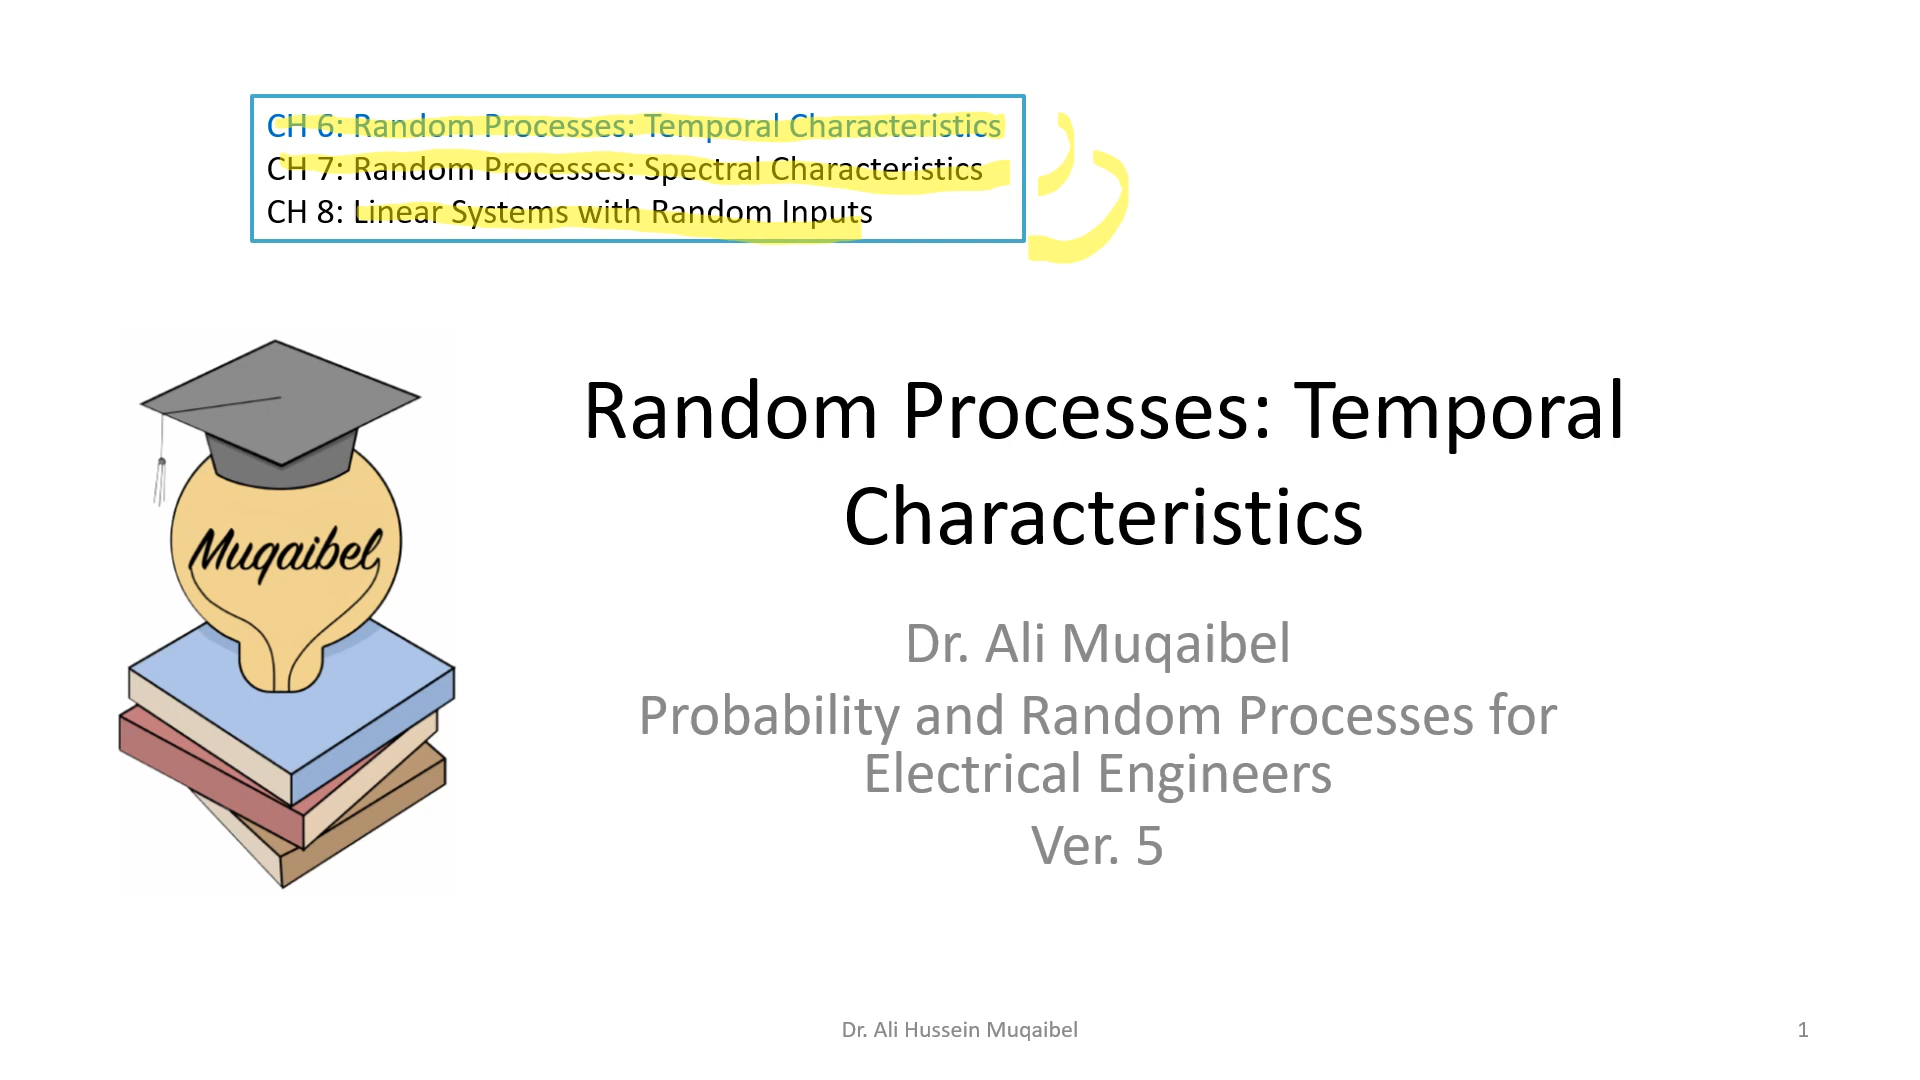 CH 6: Random Processes: Temporal Characteristics
CH 7: Random Processes: Spectral Characteristics
CH 8: Linear Systems with Random Inputs
Muqaibel
Random Processes: Temporal
Characteristics
Dr. Ali Muqaibel
Probability and Random Processes for
Electrical Engineers
Ver. 5
Dr. Ali Hussein Muqaibel
1